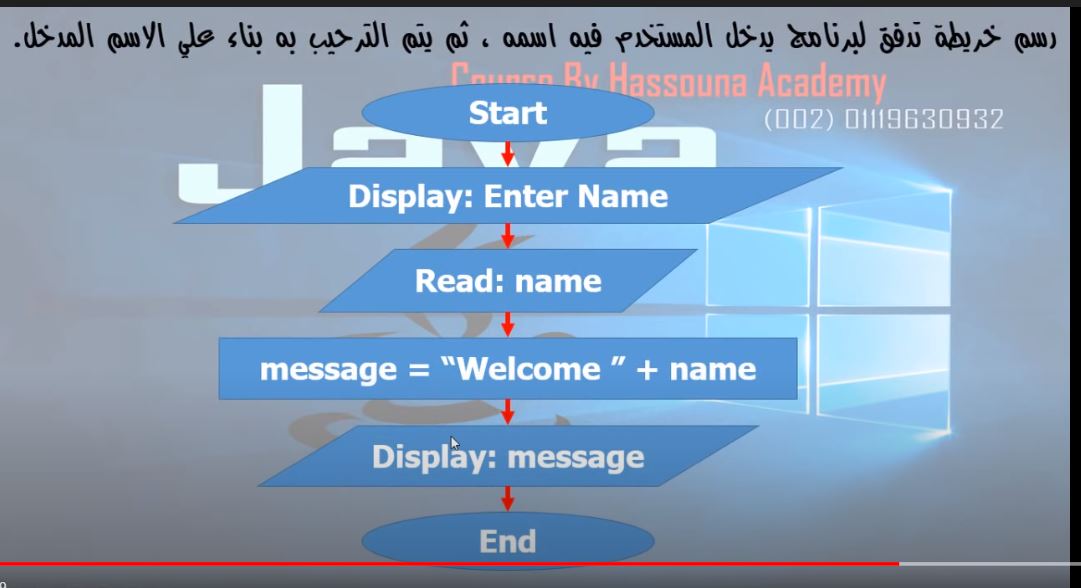 رسم خريطة تدفق لبرنامج يدخل المستخدم فيه اسمه ، ثم يتم الترحيب به بناء علي الاسم المدخل.
Course By Hassouna Academy
(002) 01119630932
Java
Start
Display: Enter Name
Read: name
message = “Welcome ” + name
Display: message
End